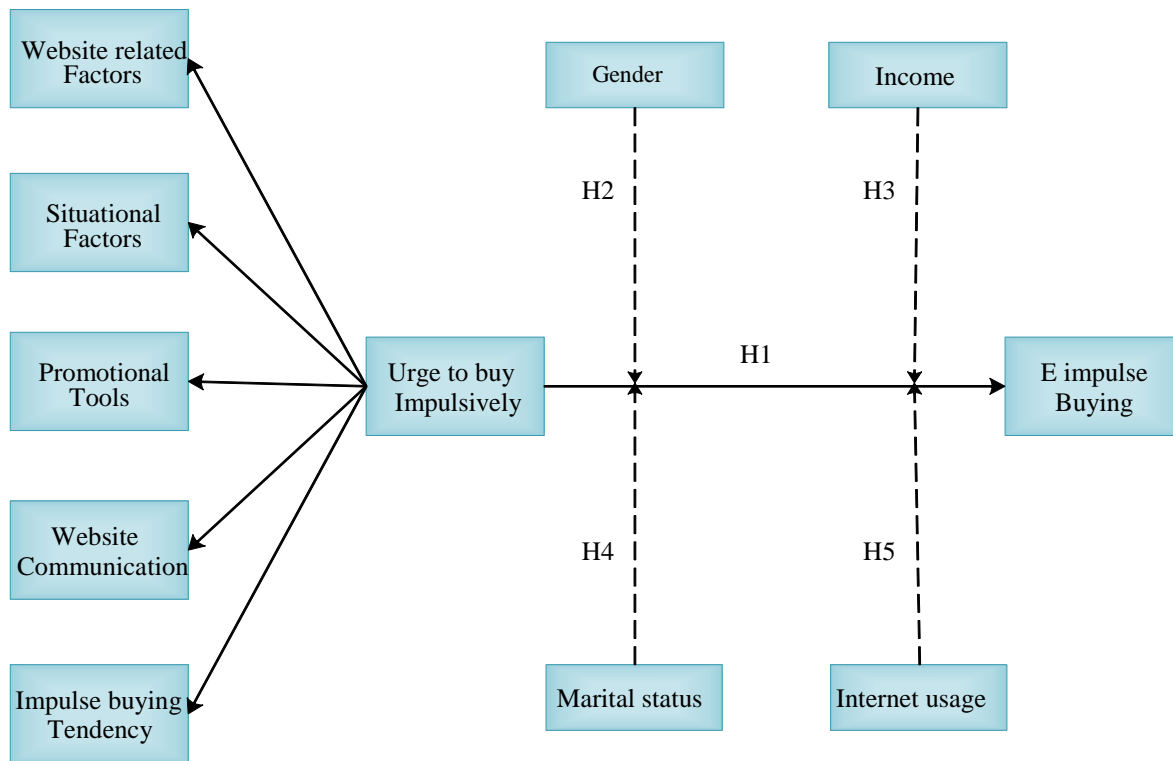 Website related
Factors
Situational
Factors
Promotional
Tools
Website
Communication
Impulse buying
Tendency
Urge to buy
Impulsively
Gender
Income
H2
H3
H1
H4
H5
Marital status
Internet usage
E impulse
Buying